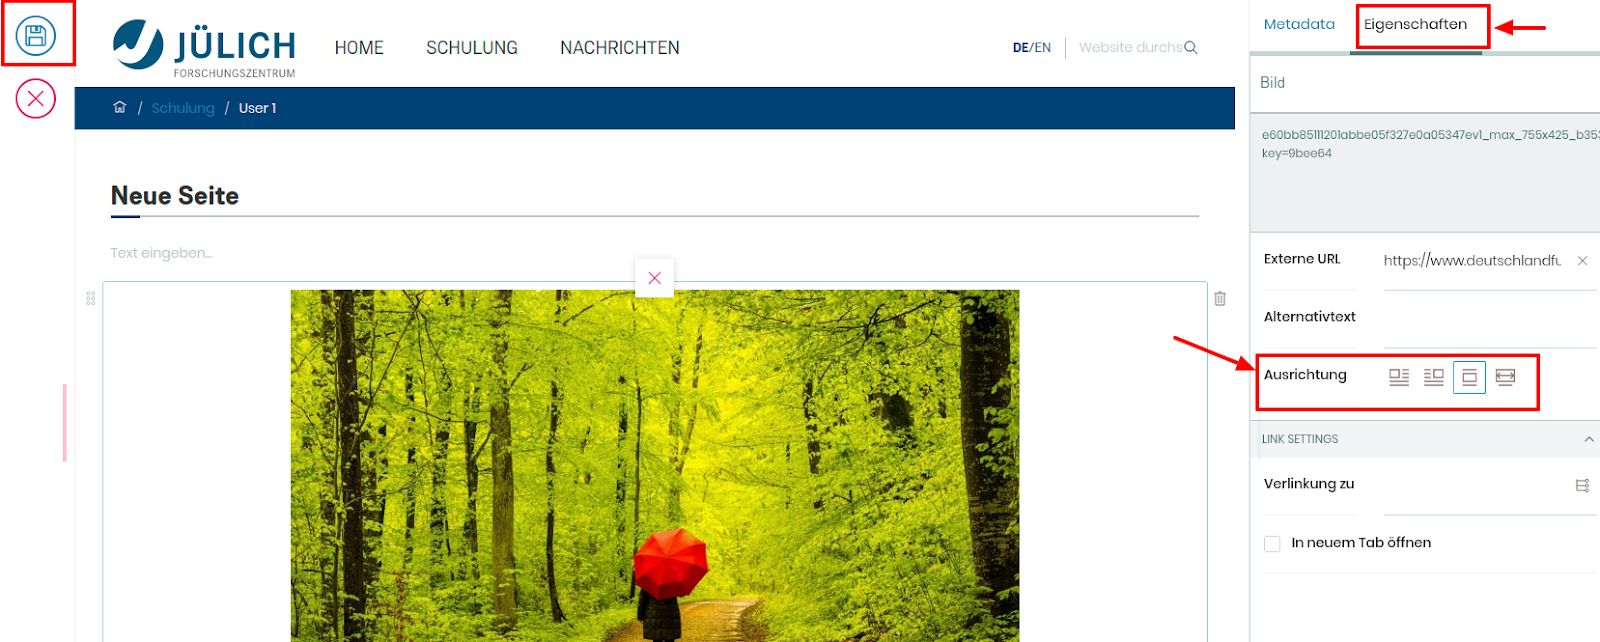 JÜLICH
FORSCHUNGSZENTRUM
HOME
SCHULUNG
NACHRICHTEN
DE/EN
Website durchs
/ Schulung / User 1
Neue Seite
Text eingeben...
Metadata
Eigenschaften
Bild
e60bb85111201abbe05f327e0a05347ev1_max_755x425_b353
key=9bee64
Externe URL
https://www.deutschlandfu
Alternativtext
Ausrichtung
LINK SETTINGS
Verlinkung zu
In neuem Tab öffnen